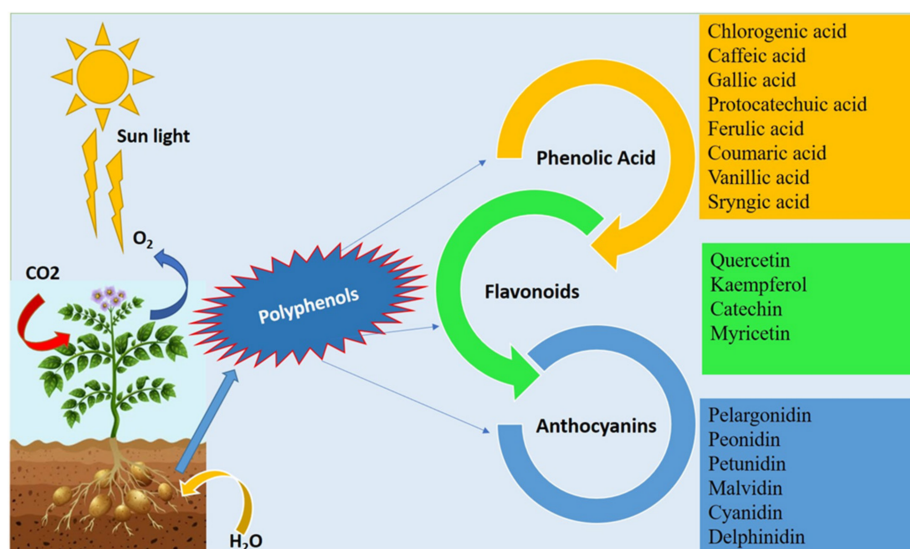 Sun light
O2
CO2
H2O
Polyphenols
Phenolic Acid
Flavonoids
Anthocyanins
Chlorogenic acid
Caffeic acid
Gallic acid
Protocatechuic acid
Ferulic acid
Coumaric acid
Vanillic acid
Sryngic acid
Quercetin
Kaempferol
Catechin
Myricetin
Pelargonidin
Peonidin
Petunidin
Malvidin
Cyanidin
Delphinidin